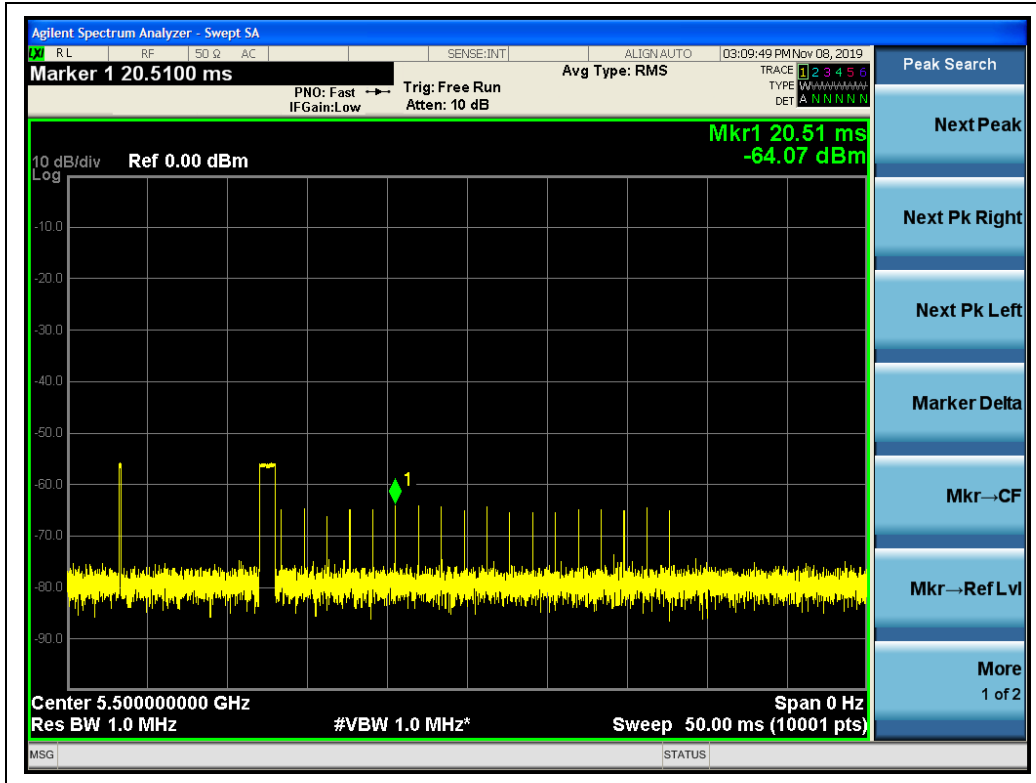 Agilent Spectrum Analyzer - Swept SA
LXI RL RF 50 Ω AC SENSE:INT ALIGN AUTO 03:09:49 PM Nov 08, 2019
Marker 1 20.5100 ms
PNO: Fast
IFGain:Low
Trig: Free Run
Atten: 10 dB
Avg Type: RMS
TRACE 1 2 3 4 5 6
TYPE W
DET A N N N N N
Peak Search
Next Peak
Next Pk Right
Next Pk Left
Marker Delta
Mkr→CF
Mkr→Ref Lvl
More
1 of 2
Mkr1 20.51 ms
-64.07 dBm
10 dB/div Ref 0.00 dBm
Log
-10.0
-20.0
-30.0
-40.0
-50.0
-60.0
-70.0
-80.0
-90.0
1
Center 5.500000000 GHz Span 0 Hz
Res BW 1.0 MHz #VBW 1.0 MHz* Sweep 50.00 ms (10001 pts)
MSG STATUS